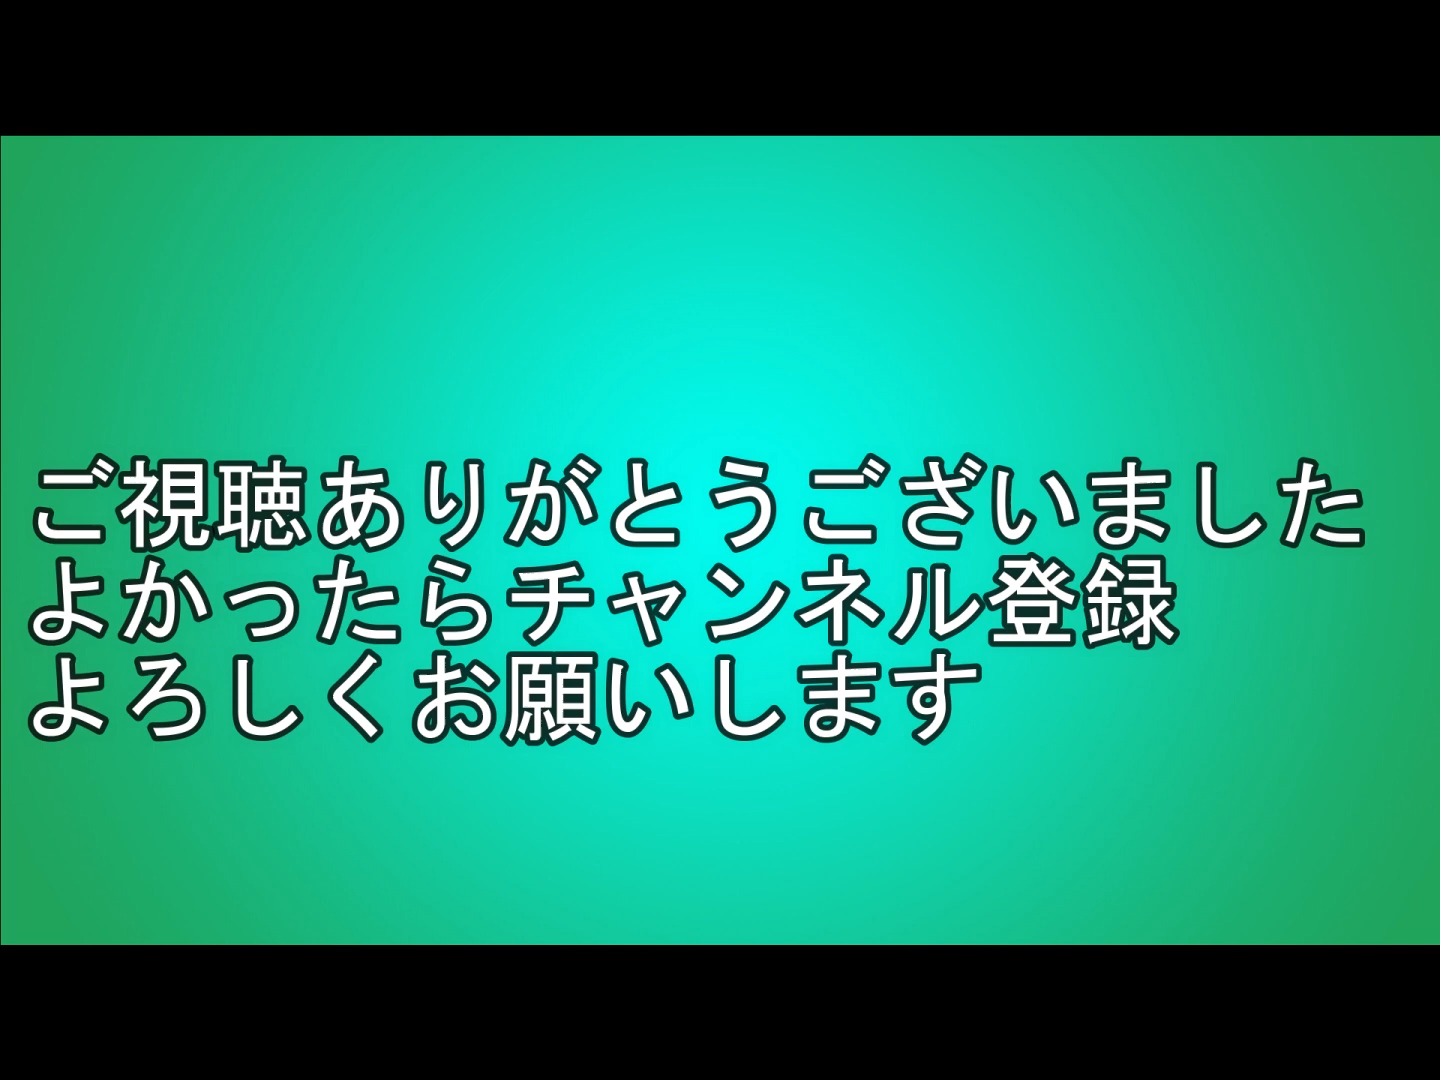 ご視聴ありがとうございました
よかったらチャンネル登録
よろしくお願いします